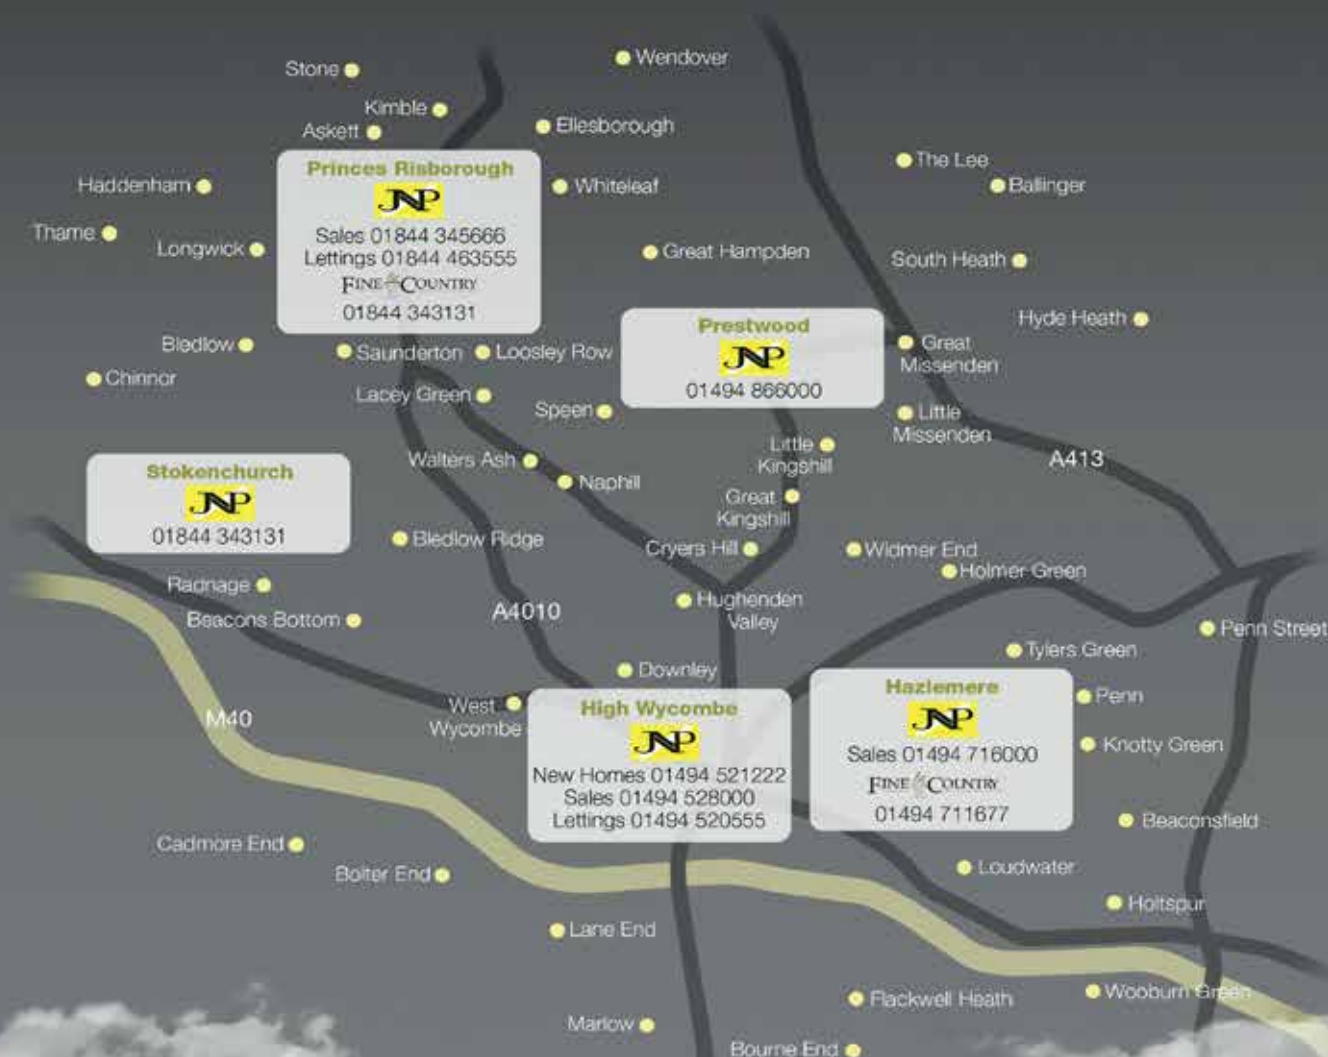 Wendover
Stone
Kimble
Askett
Ellesborough
The Lee
Ballinger
Haddenham
Princes Risborough
JNP
Sales 01844 345666
Lettings 01844 463555
FINE & COUNTRY
01844 343131
Whiteleaf
Thame
Longwick
Great Hampden
South Heath
Hyde Heath
Bledlow
Saunderton
Loosley Row
Prestwood
JNP
01494 866000
Great
Missenden
Chinnor
Lacey Green
Speen
Little
Missenden
Little
Kingshill
A413
Walters Ash
Naphill
Stokenchurch
JNP
01844 343131
Great
Kingshill
Bledlow Ridge
Cryers Hill
Widmer End
Holmer Green
Radnage
Beacons Bottom
A4010
Hughenden
Valley
Penn Street
Tylers Green
Downley
M40
West
Wycombe
High Wycombe
JNP
New Homes 01494 521222
Sales 01494 528000
Lettings 01494 520555
Hazlemere
JNP
Sales 01494 716000
FINE & COUNTRY
01494 711677
Penn
Knotty Green
Beaconsfield
Cadmore End
Bolter End
Loudwater
Holtspur
Lane End
Flackwell Heath
Wooburn Green
Marlow
Bourne End